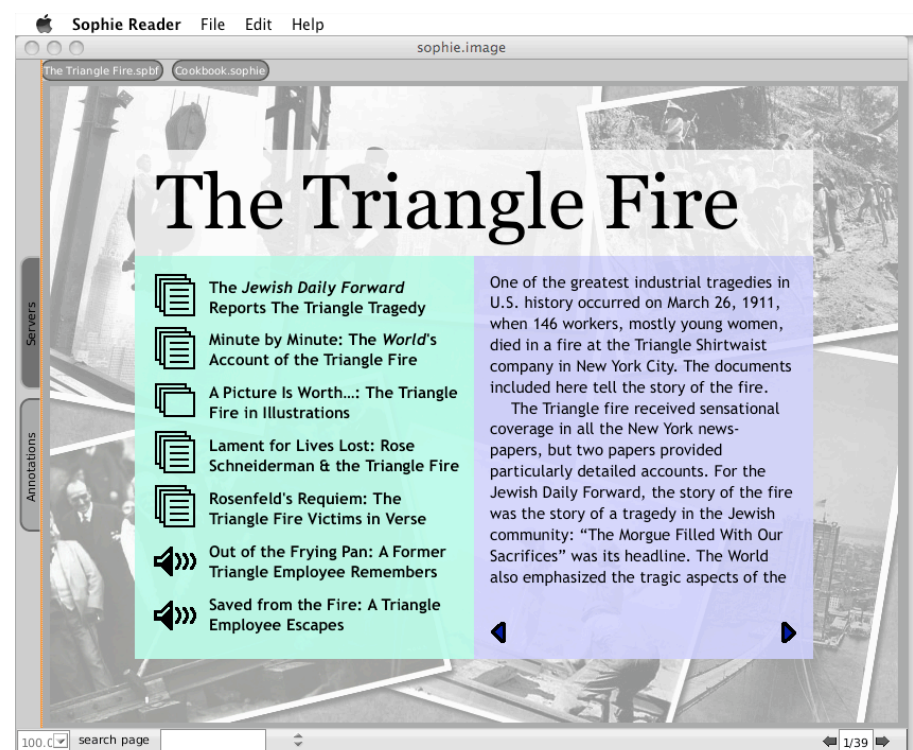 Sophie Reader File Edit Help
sophie.image
The Triangle Fire.spbf Cookbook.sophie
Servers
Annotations
The Triangle Fire
The Jewish Daily Forward
Reports The Triangle Tragedy
Minute by Minute: The World's
Account of the Triangle Fire
A Picture Is Worth...: The Triangle
Fire in Illustrations
Lament for Lives Lost: Rose
Schneiderman & the Triangle Fire
Rosenfeld's Requiem: The
Triangle Fire Victims in Verse
Out of the Frying Pan: A Former
Triangle Employee Remembers
Saved from the Fire: A Triangle
Employee Escapes
One of the greatest industrial tragedies in
U.S. history occurred on March 26, 1911,
when 146 workers, mostly young women,
died in a fire at the Triangle Shirtwaist
company in New York City. The documents
included here tell the story of the fire.
The Triangle fire received sensational
coverage in all the New York news-
papers, but two papers provided
particularly detailed accounts. For the
Jewish Daily Forward, the story of the fire
was the story of a tragedy in the Jewish
community: “The Morgue Filled With Our
Sacrifices” was its headline. The World
also emphasized the tragic aspects of the
search page
1/39